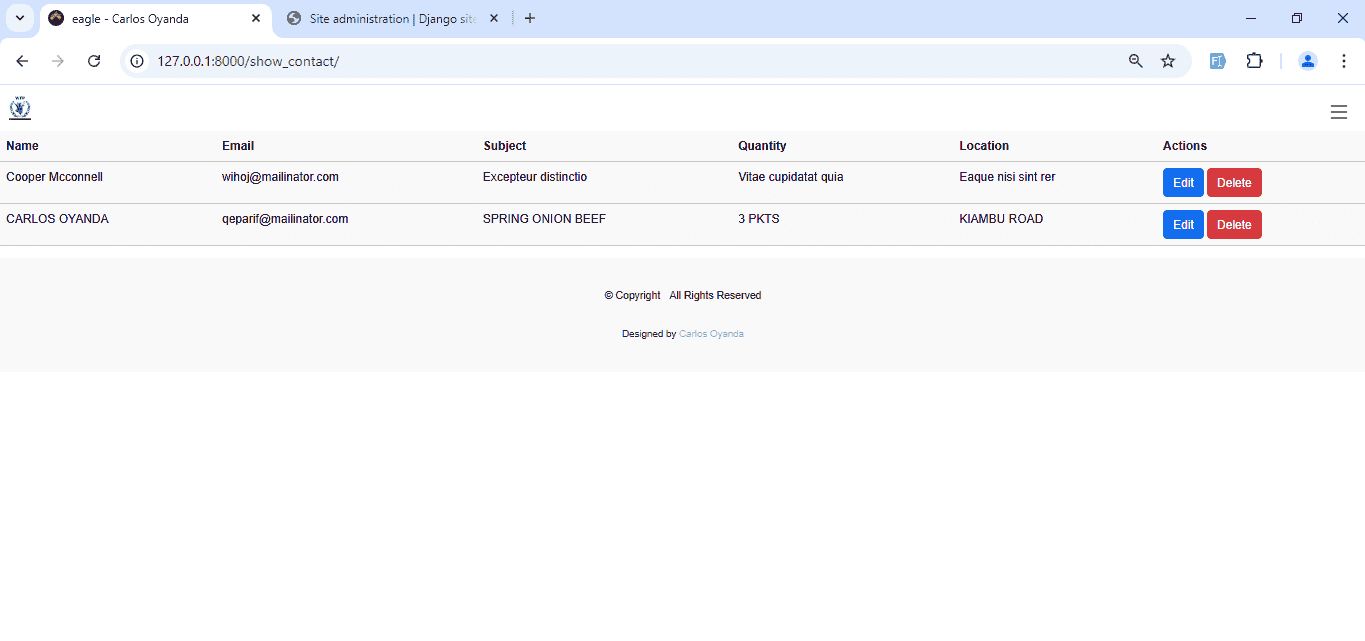 eagle - Carlos Oyanda
Site administration | Django site
127.0.0.1:8000/show_contact/
WFP
Name Email Subject Quantity Location Actions
Cooper Mcconnell wihoj@mailinator.com Excepteur distinctio Vitae cupidatat quia Eaque nisi sint rer Edit Delete
CARLOS OYANDA qeparif@mailinator.com SPRING ONION BEEF 3 PKTS KIAMBU ROAD Edit Delete
© Copyright All Rights Reserved
Designed by Carlos Oyanda